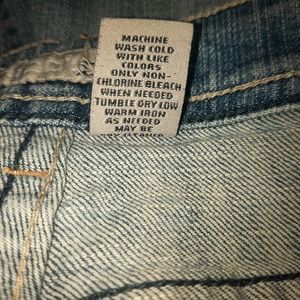 MACHINE
WASH COLD
WITH LIKE
COLORS
ONLY NON-
CHLORINE BLEACH
WHEN NEEDED
TUMBLE DRY LOW
WARM IRON
AS NEEDED
MAY BE